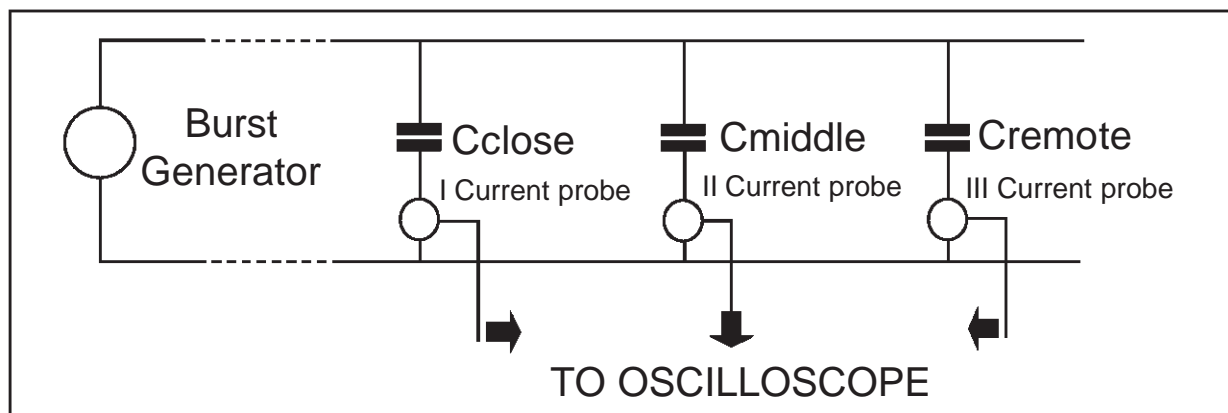 Burst
Generator
Cclose
I Current probe
Cmiddle
II Current probe
Cremote
III Current probe
TO OSCILLOSCOPE